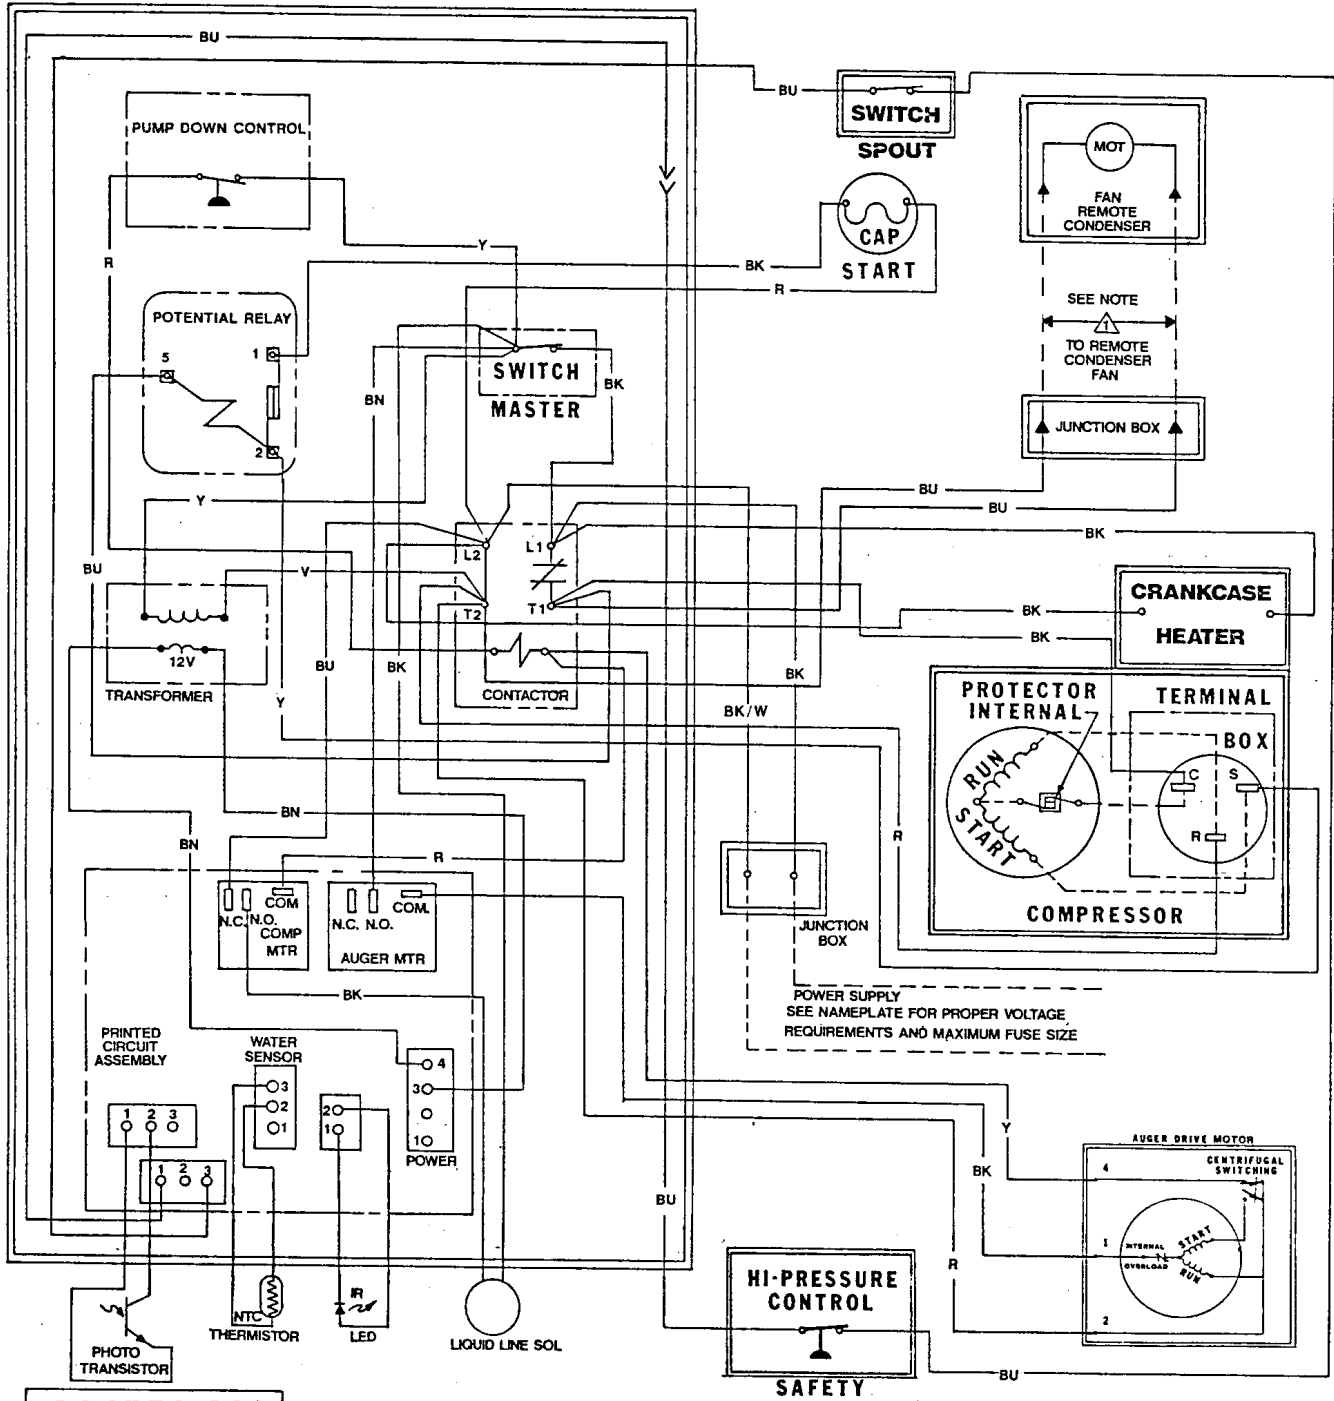 BU
BU
SWITCH
SPOUT
PUMP DOWN CONTROL
MOT
FAN
REMOTE
CONDENSER
CAP
START
Y
BK
R
R
SEE NOTE
1
TO REMOTE
CONDENSER
FAN
POTENTIAL RELAY
5
1
2
SWITCH
MASTER
BK
BN
JUNCTION BOX
Y
BU
BU
BK
L2
L1
BU
V
T2
T1
CRANKCASE
HEATER
BK
BK
12V
TRANSFORMER
BU
BK
CONTACTOR
BK
Y
BK/W
PROTECTOR
INTERNAL
TERMINAL
BOX
C
S
R
RUN
START
COMPRESSOR
BN
BN
R
R
N.C.
N.O.
COM
COMP
MTR
N.C. N.O.
COM.
AUGER MTR
JUNCTION
BOX
BK
POWER SUPPLY
SEE NAMEPLATE FOR PROPER VOLTAGE
REQUIREMENTS AND MAXIMUM FUSE SIZE
PRINTED
CIRCUIT
ASSEMBLY
WATER
SENSOR
3
2
1
2
1
4
3
1
POWER
1 2 3
1 2 3
Y
BK
R
BU
AUGER DRIVE MOTOR
CENTRIFUGAL
SWITCHING
4
1
2
INTERNAL
OVERLOAD
START
RUN
HI-PRESSURE
CONTROL
SAFETY
BU
NTC
THERMISTOR
IR
LED
LIQUID LINE SOL
PHOTO
TRANSISTOR